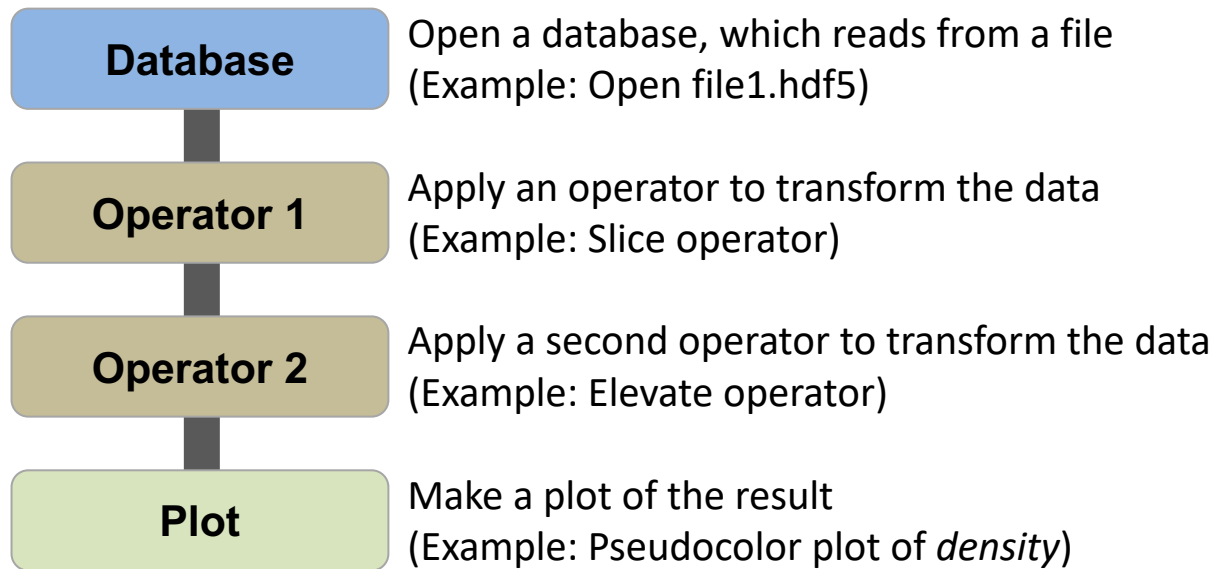 Database
Open a database, which reads from a file
(Example: Open file1.hdf5)
Operator 1
Apply an operator to transform the data
(Example: Slice operator)
Operator 2
Apply a second operator to transform the data
(Example: Elevate operator)
Plot
Make a plot of the result
(Example: Pseudocolor plot of density)